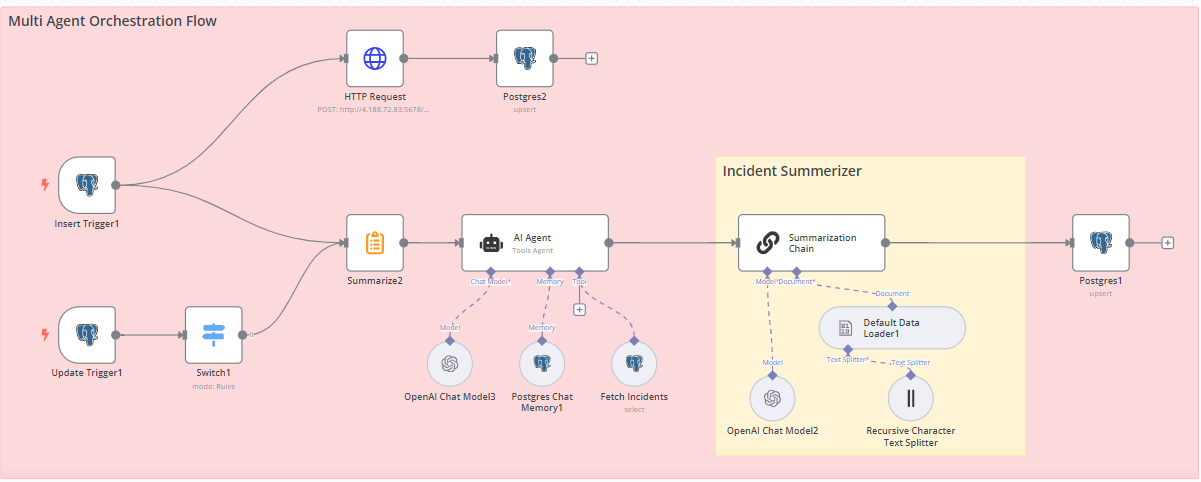 Multi Agent Orchestration Flow
HTTP Request
POST: http://4.188.72.83:5678/...
Postgres2
upsert
Insert Trigger1
Incident Summerizer
Summarize2
AI Agent
Tools Agent
Chat Model*
Memory
Tool
Summarization
Chain
Model*
Document*
Postgres1
upsert
Update Trigger1
Switch1
mode: Rules
Model
OpenAI Chat Model3
Memory
Postgres Chat
Memory1
Fetch Incidents
select
Document
Default Data
Loader1
Text Splitter*
Text Splitter
Model
OpenAI Chat Model2
Recursive Character
Text Splitter